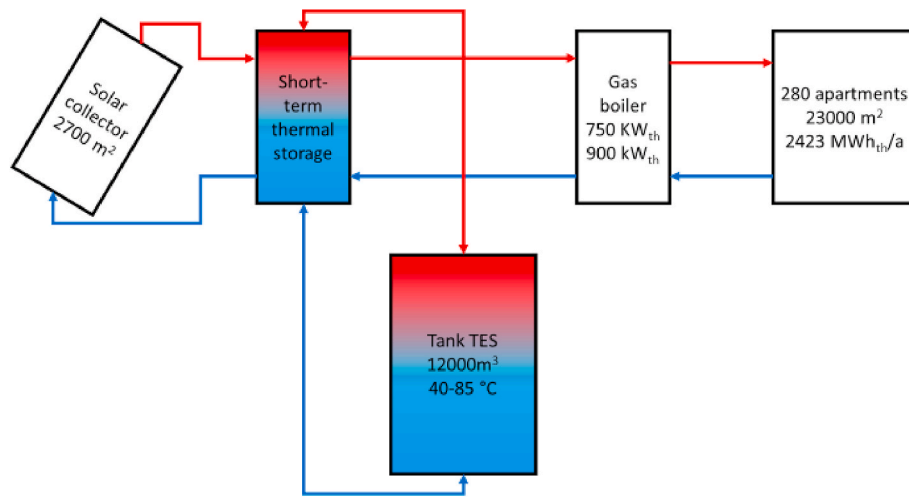 Solar
collector
2700 m²
Short-
term
thermal
storage
Gas
boiler
750 KWₜₕ
900 kWₜₕ
280 apartments
23000 m²
2423 MWhₜₕ/a
Tank TES
12000m³
40-85 °C